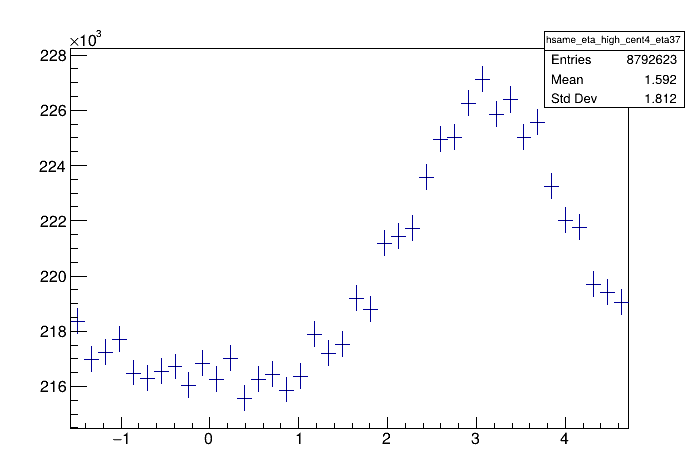 ×10³
hsame_eta_high_cent4_eta37
Entries 8792623
Mean 1.592
Std Dev 1.812
228
226
224
222
220
218
216
−1 0 1 2 3 4